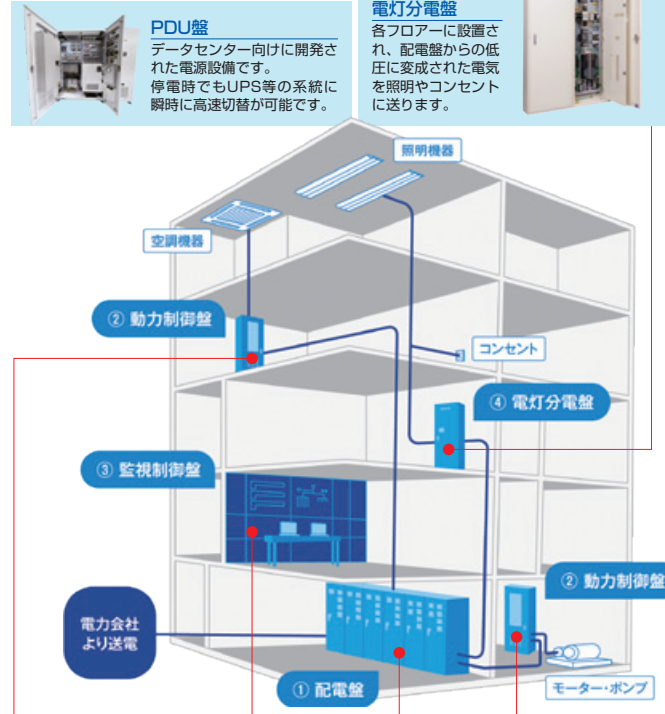 PDU盤
データセンター向けに開発さ
れた電源設備です。
停電時でもUPS等の系統に
瞬時に高速切替が可能です。
電灯分電盤
各フロアーに設置さ
れ、配電盤からの低
圧に変成された電気
を照明やコンセント
に送ります。
照明機器
空調機器
② 動力制御盤
コンセント
④ 電灯分電盤
③ 監視制御盤
② 動力制御盤
電力会社
より送電
① 配電盤
モーター・ポンプ